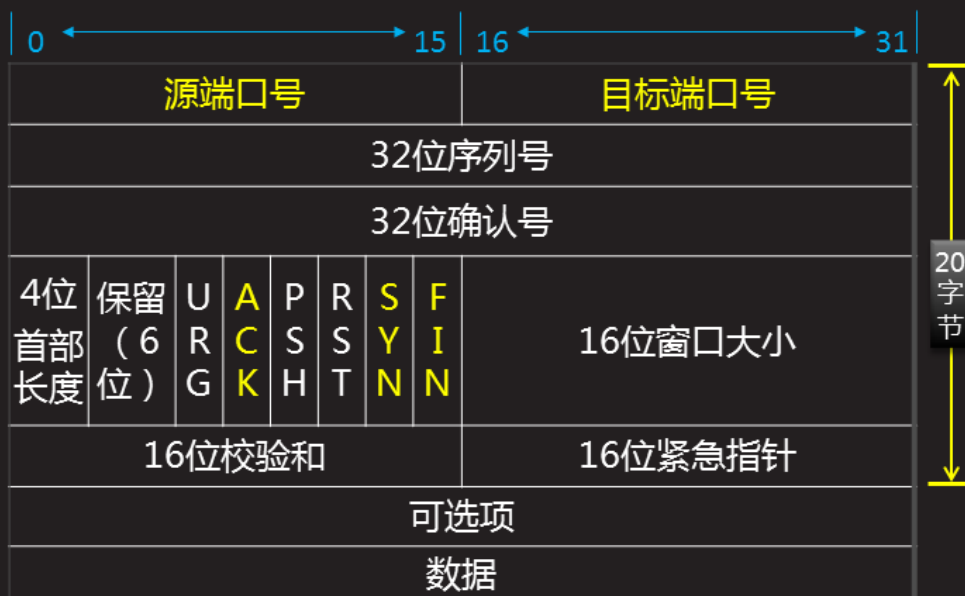 0 15 16 31
源端口号 目标端口号
32位序列号
32位确认号
4位首部长度 保留（6位） URG ACK PSH RST SYN FIN 16位窗口大小
20字节
16位校验和 16位紧急指针
可选项
数据